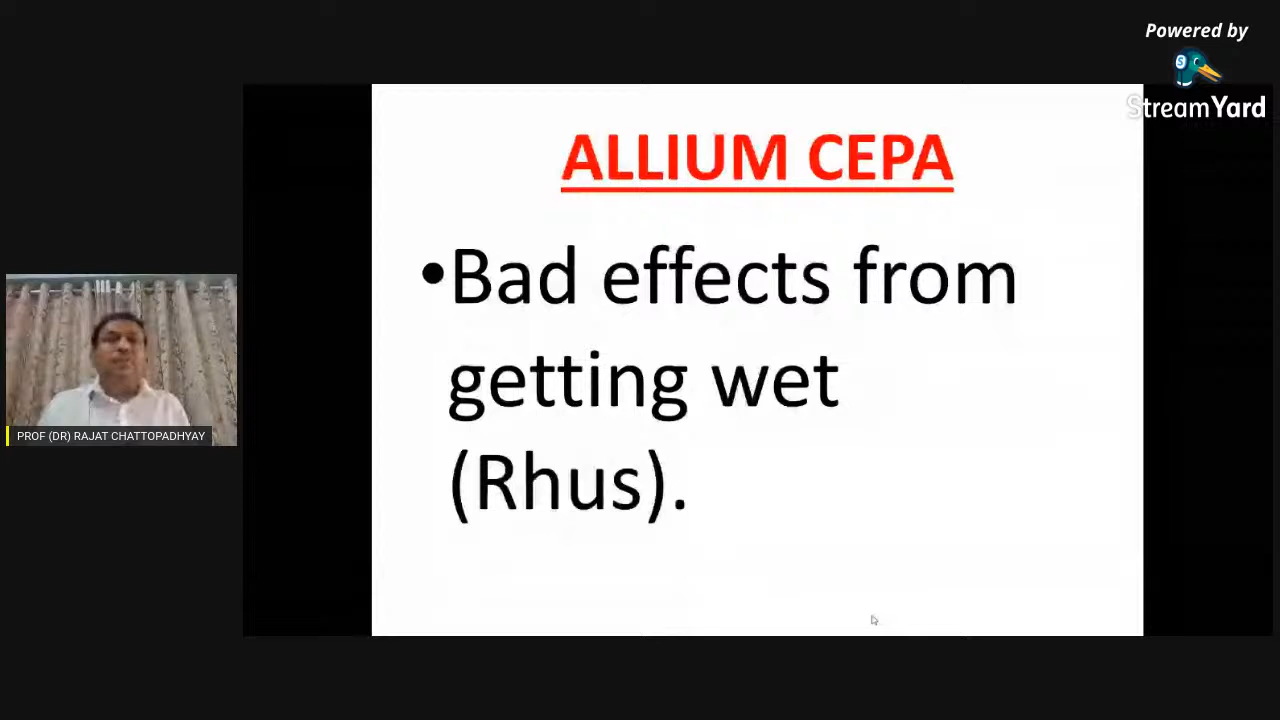 Powered by
StreamYard
ALLIUM CEPA
•Bad effects from
getting wet
(Rhus).
PROF (DR) RAJAT CHATTOPADHYAY